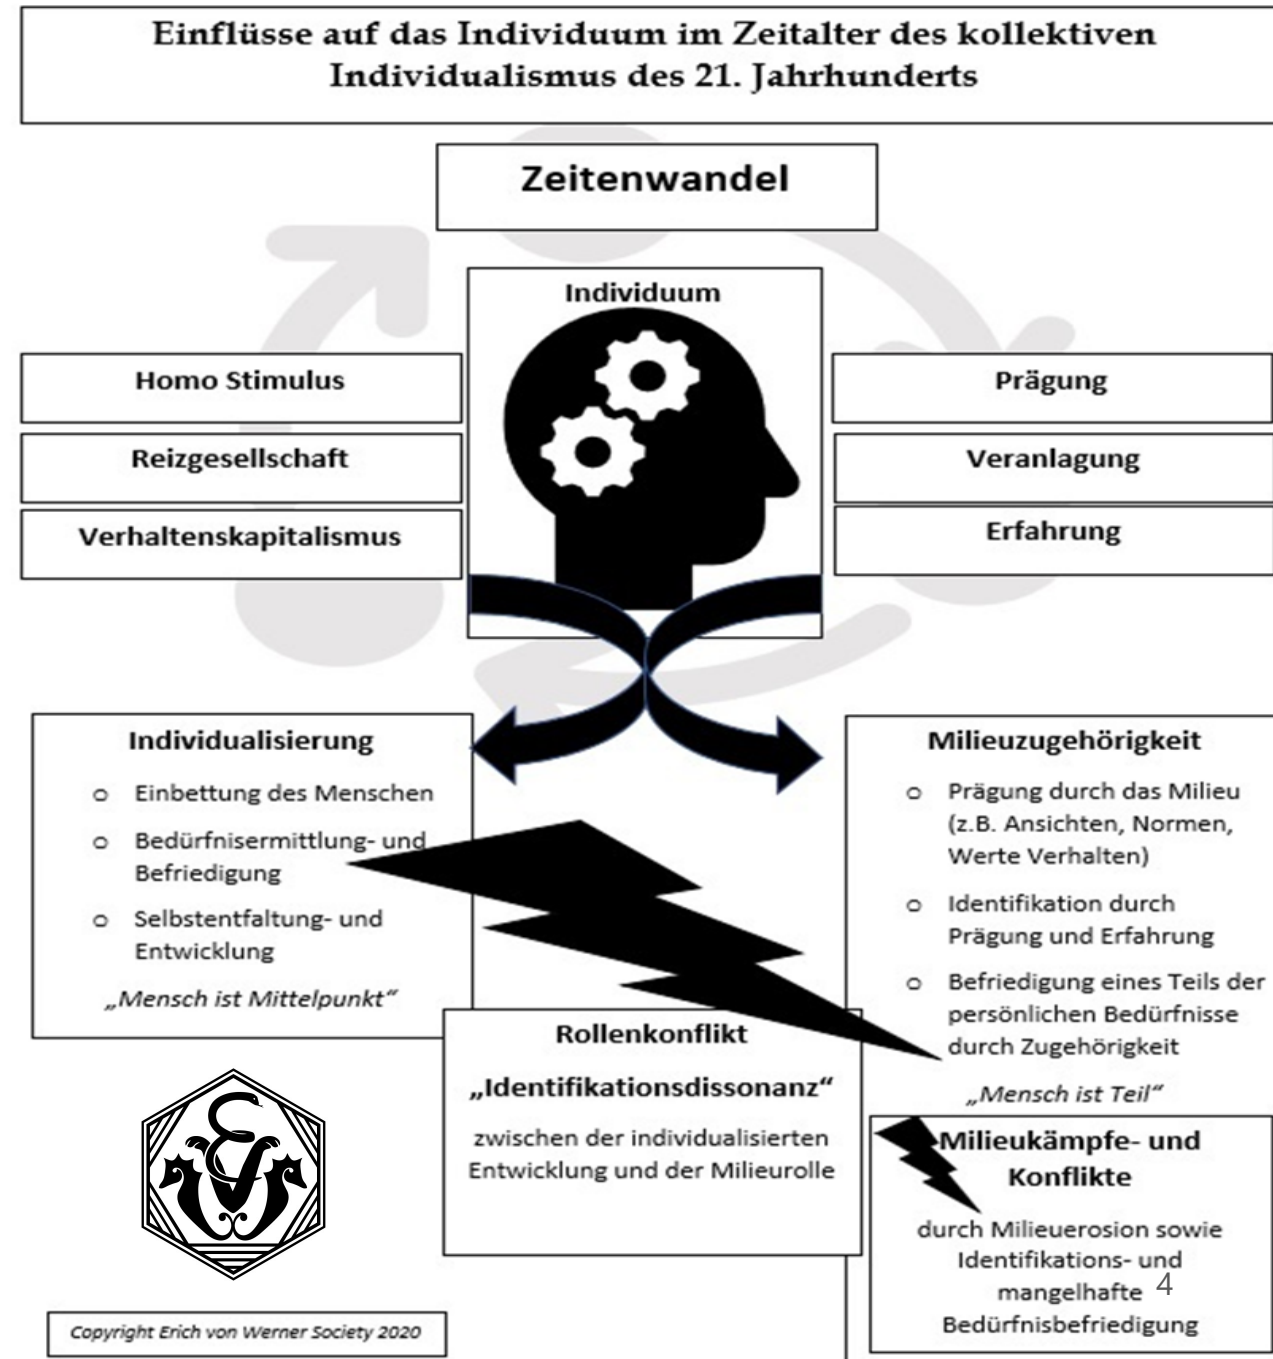 Einflüsse auf das Individuum im Zeitalter des kollektiven
Individualismus des 21. Jahrhunderts
Zeitenwandel
Individuum
Homo Stimulus
Reizgesellschaft
Verhaltenskapitalismus
Prägung
Veranlagung
Erfahrung
Individualisierung
o Einbettung des Menschen
o Bedürfnisermittlung- und
Befriedigung
o Selbstentfaltung- und
Entwicklung
„Mensch ist Mittelpunkt“
Milieuzugehörigkeit
o Prägung durch das Milieu
(z.B. Ansichten, Normen,
Werte Verhalten)
o Identifikation durch
Prägung und Erfahrung
o Befriedigung eines Teils der
persönlichen Bedürfnisse
durch Zugehörigkeit
„Mensch ist Teil“
Rollenkonflikt
„Identifikationsdissonanz“
zwischen der individualisierten
Entwicklung und der Milieurolle
Milieukämpfe- und
Konflikte
durch Milieuerosion sowie
Identifikations- und
mangelhafte
Bedürfnisbefriedigung
4
Copyright Erich von Werner Society 2020